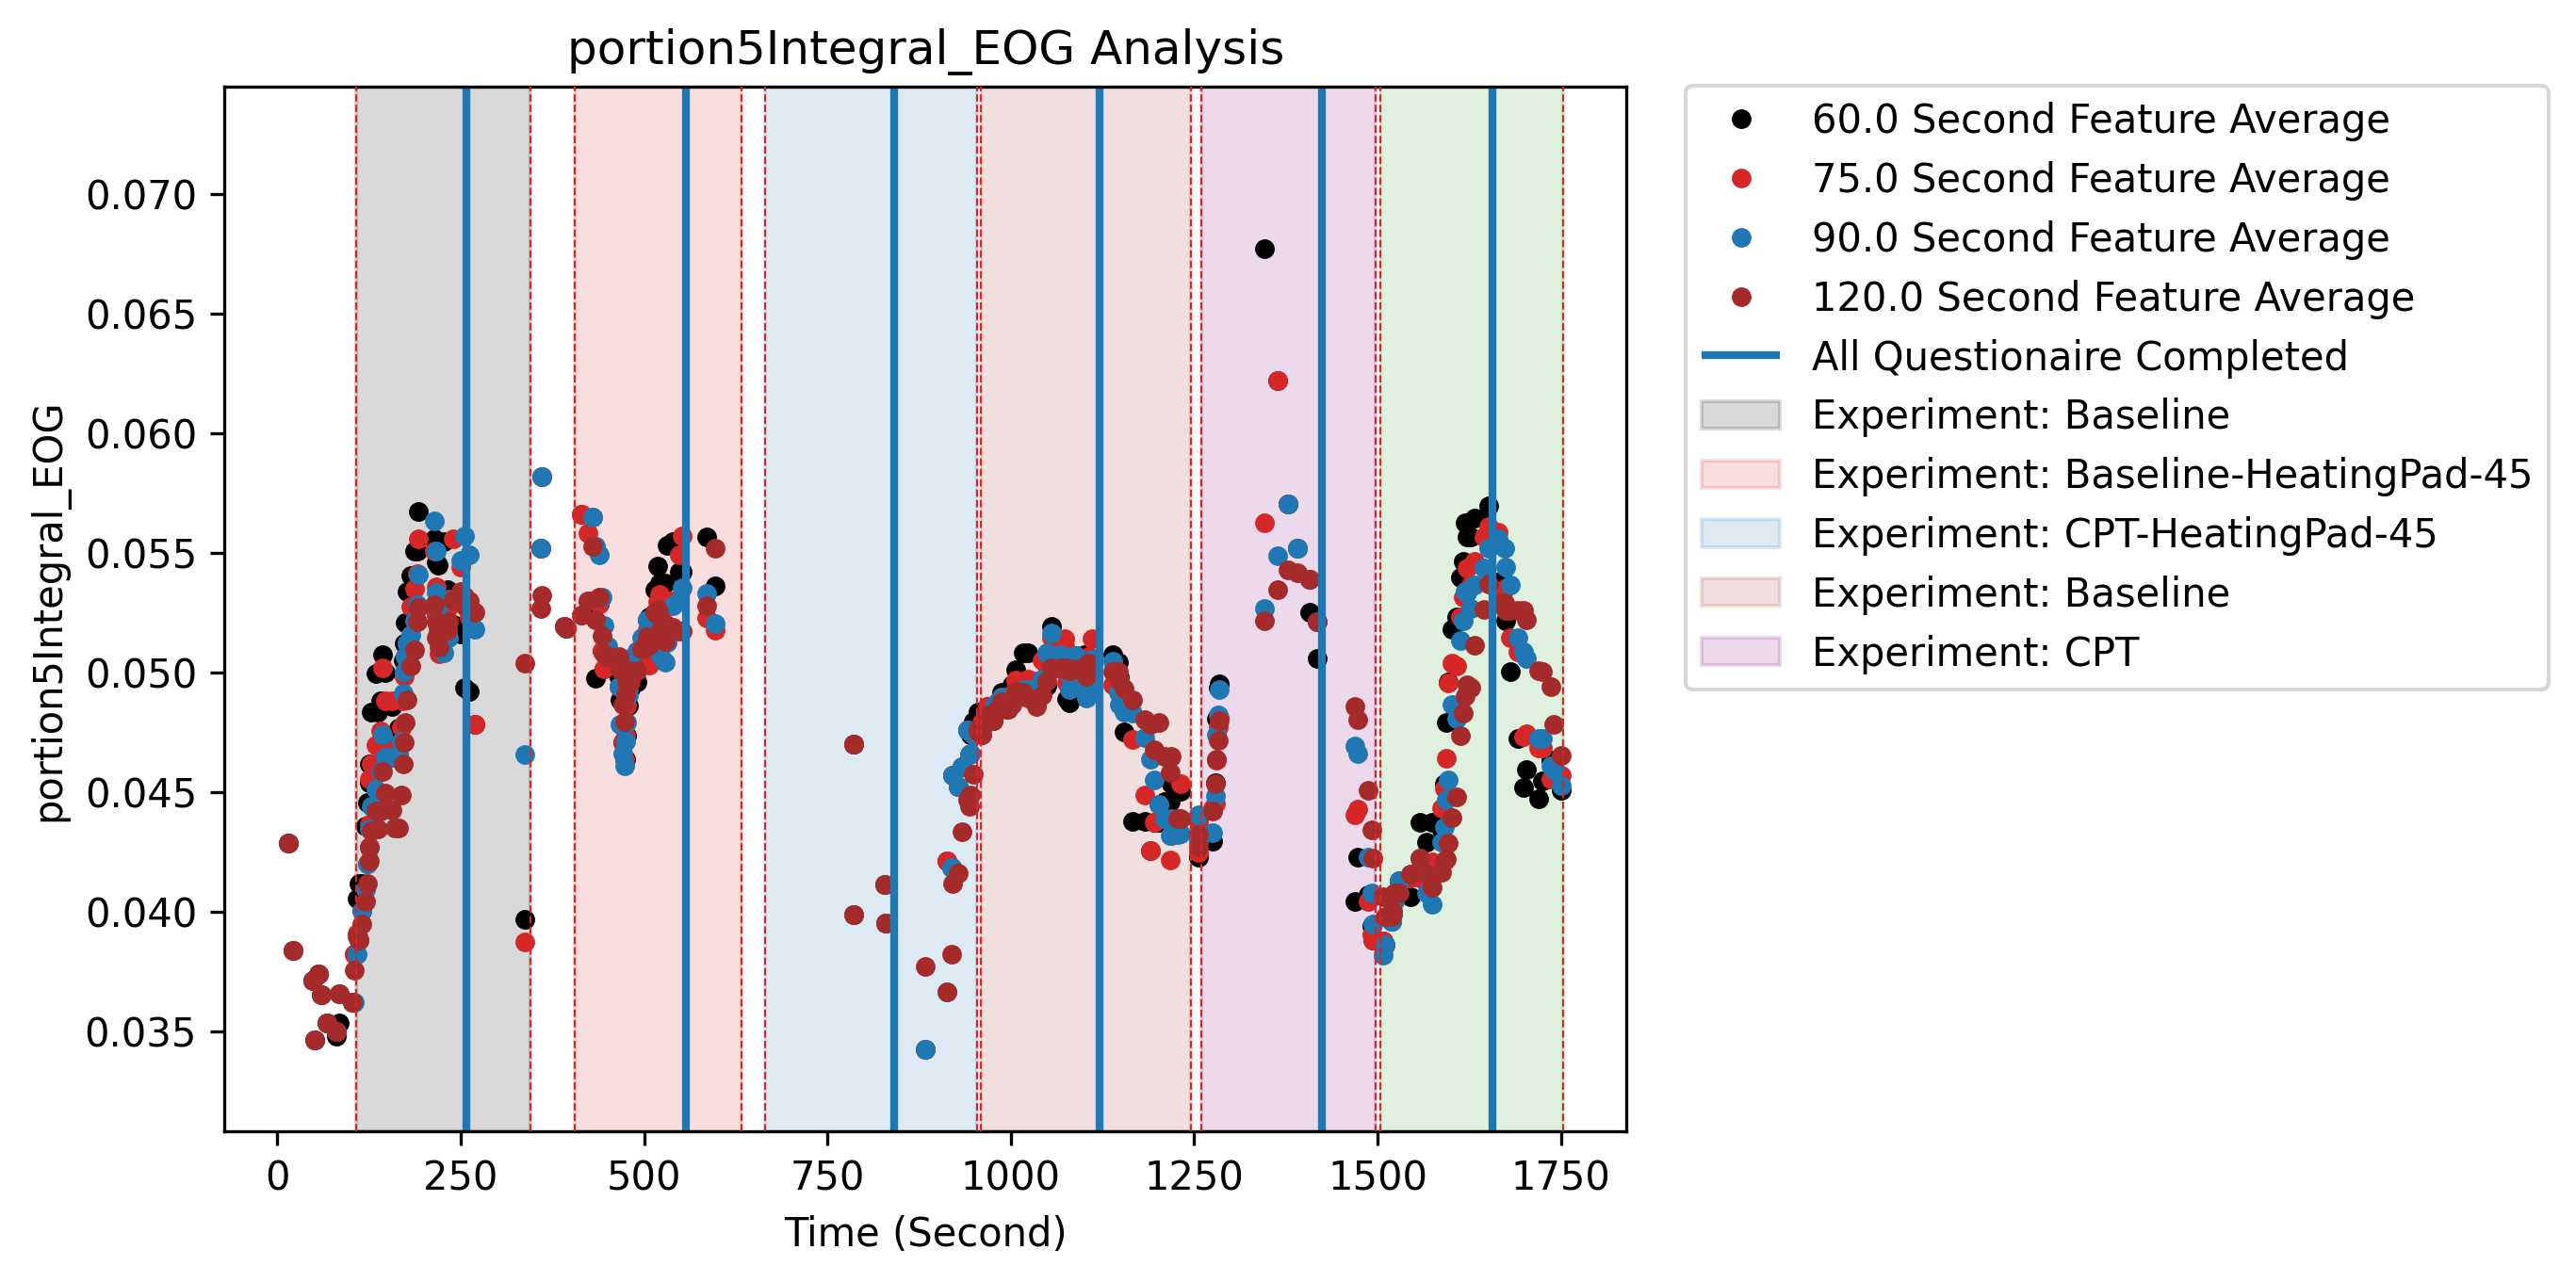 portion5Integral_EOG Analysis
portion5Integral_EOG
0.070
0.065
0.060
0.055
0.050
0.045
0.040
0.035
0
250
500
750
1000
1250
1500
1750
Time (Second)
60.0 Second Feature Average
75.0 Second Feature Average
90.0 Second Feature Average
120.0 Second Feature Average
All Questionaire Completed
Experiment: Baseline
Experiment: Baseline-HeatingPad-45
Experiment: CPT-HeatingPad-45
Experiment: Baseline
Experiment: CPT